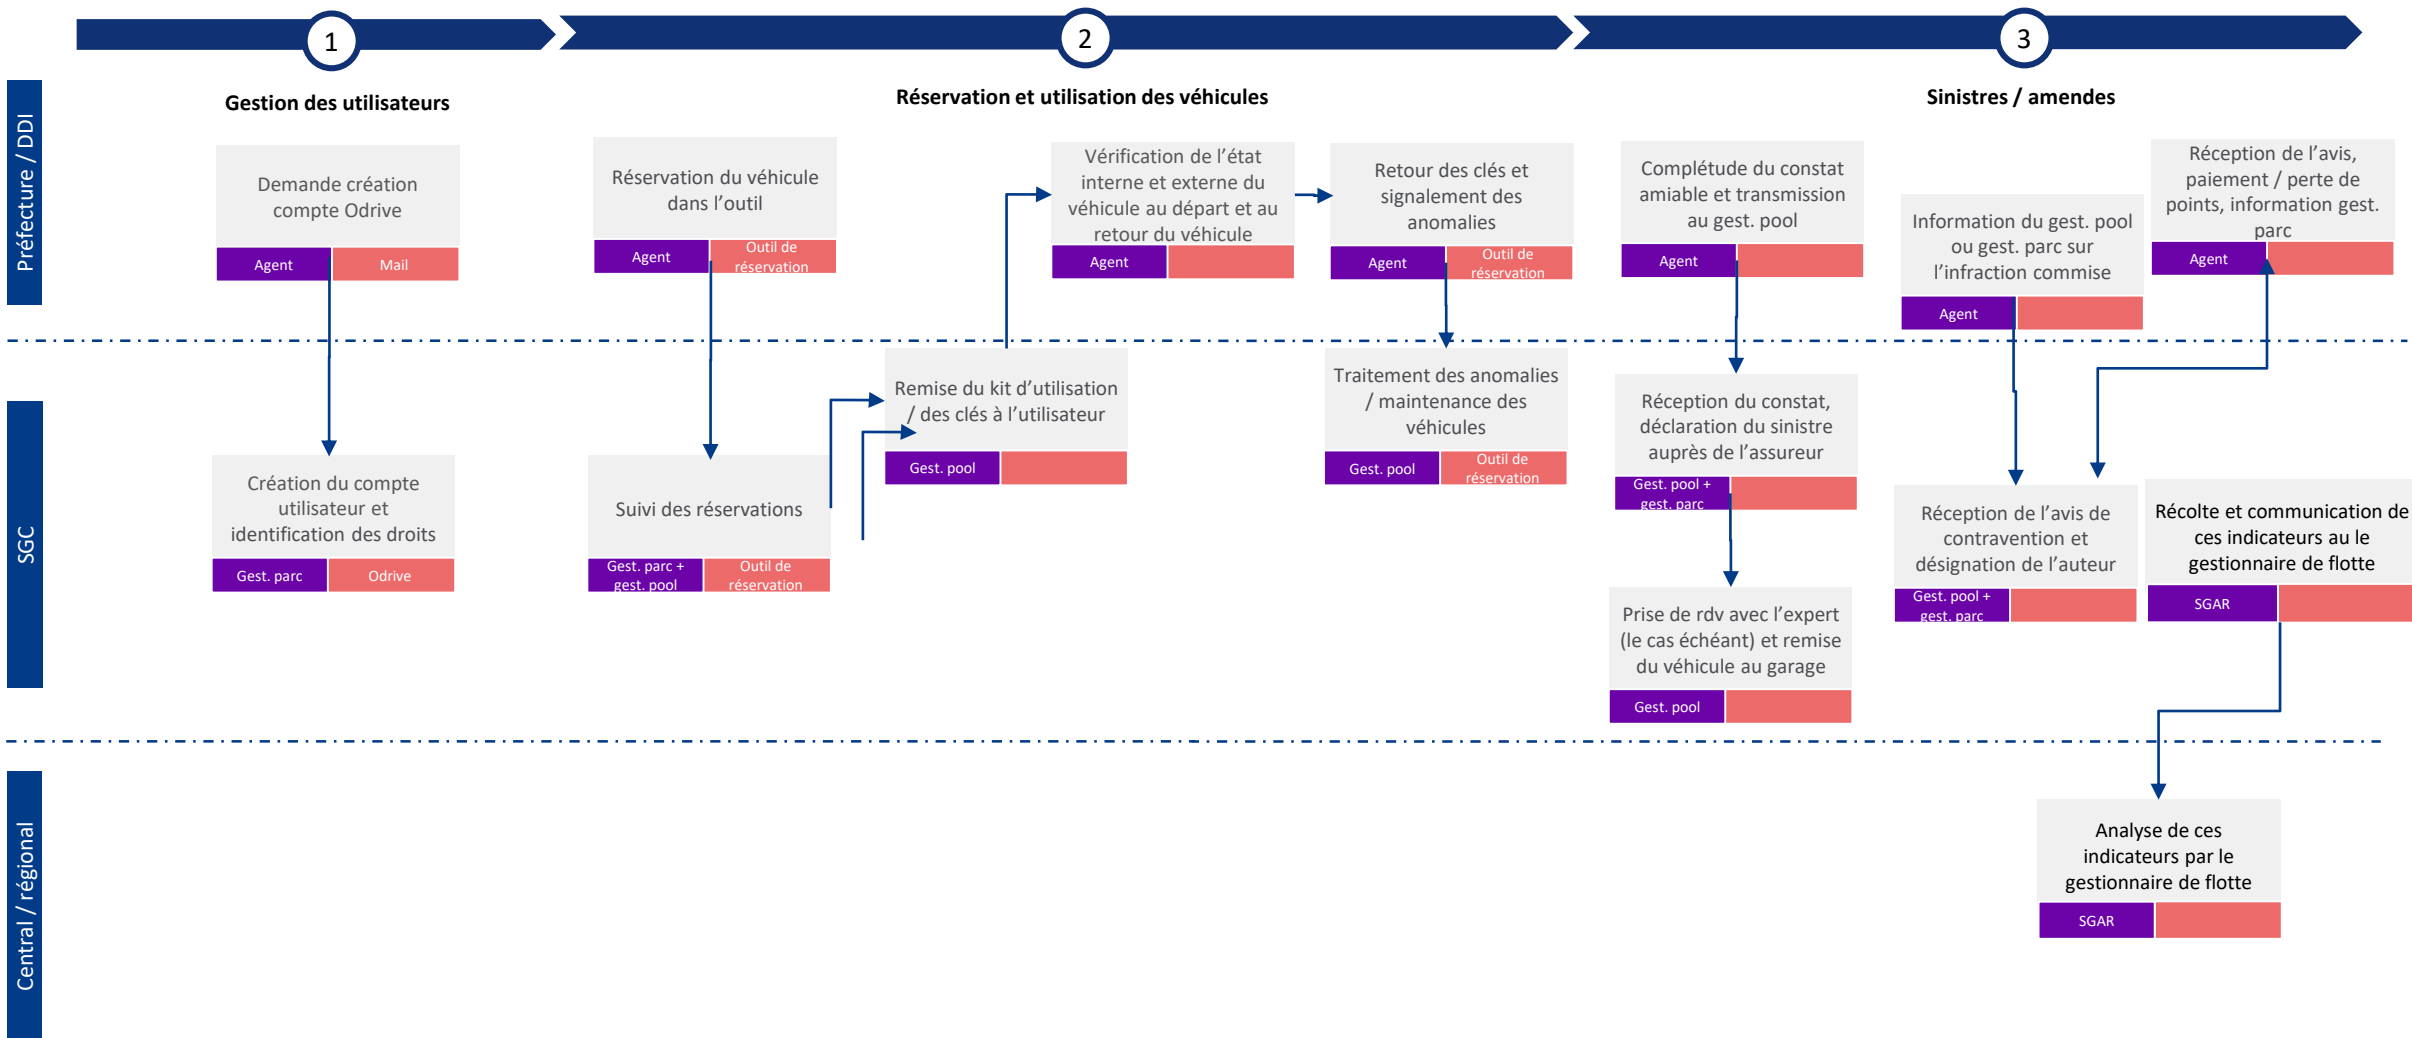 1
2
3
Gestion des utilisateurs
Réservation et utilisation des véhicules
Sinistres / amendes
Préfecture / DDI
Demande création
compte Odrive
Agent
Mail
Réservation du véhicule
dans l’outil
Agent
Outil de
réservation
Vérification de l’état
interne et externe du
véhicule au départ et au
retour du véhicule
Agent
Retour des clés et
signalement des
anomalies
Agent
Outil de
réservation
Complétude du constat
amiable et transmission
au gest. pool
Agent
Information du gest. pool
ou gest. parc sur
l’infraction commise
Agent
Réception de l’avis,
paiement / perte de
points, information gest.
parc
Agent
SGC
Création du compte
utilisateur et
identification des droits
Gest. parc
Odrive
Suivi des réservations
Gest. parc +
gest. pool
Outil de
réservation
Remise du kit d’utilisation
/ des clés à l’utilisateur
Gest. pool
Traitement des anomalies
/ maintenance des
véhicules
Gest. pool
Outil de
réservation
Réception du constat,
déclaration du sinistre
auprès de l’assureur
Gest. pool +
gest. parc
Prise de rdv avec l’expert
(le cas échéant) et remise
du véhicule au garage
Gest. pool
Réception de l’avis de
contravention et
désignation de l’auteur
Gest. pool +
gest. parc
Récolte et communication de
ces indicateurs au le
gestionnaire de flotte
SGAR
Central / régional
Analyse de ces
indicateurs par le
gestionnaire de flotte
SGAR